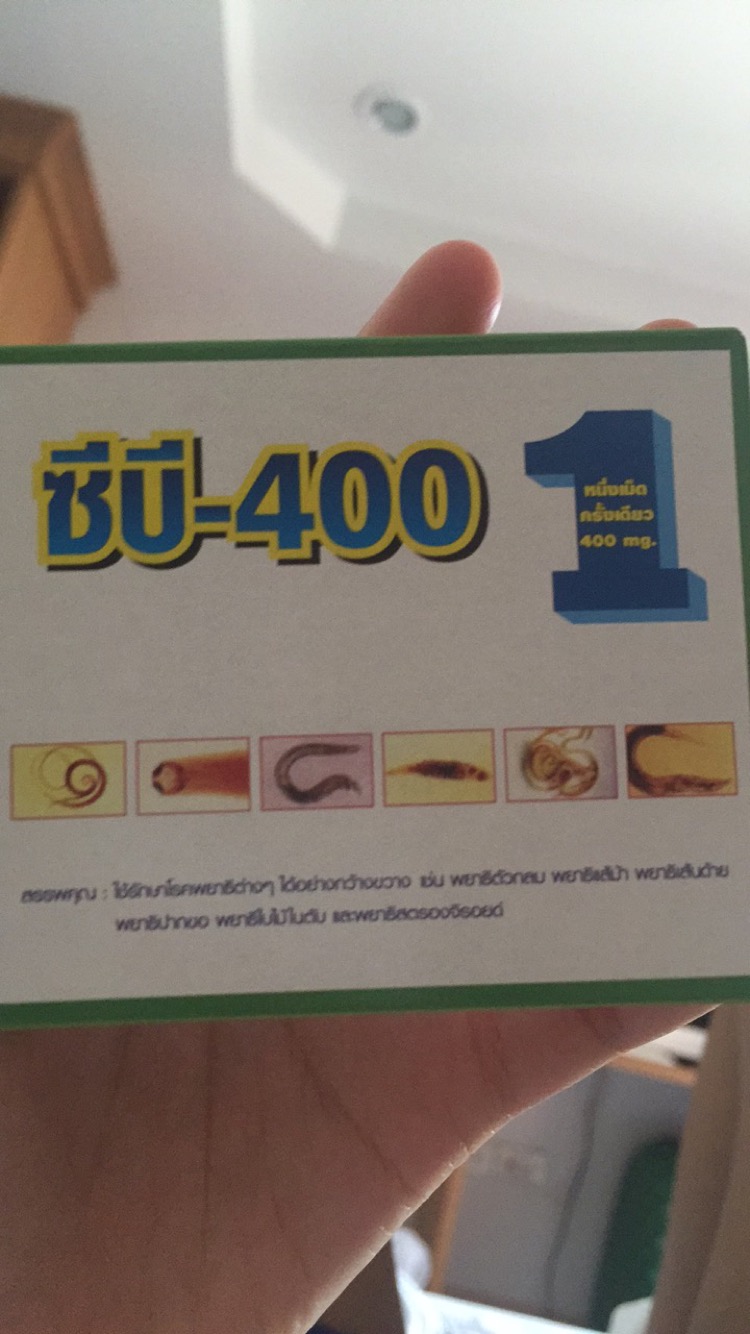 ซีบี-400
หนึ่งเม็ด
ครั้งเดียว
400 mg.
สรรพคุณ : ใช้รักษาโรคพยาธิต่างๆ ได้อย่างกว้างขวาง เช่น พยาธิตัวกลม พยาธิแส้ม้า พยาธิเส้นด้าย
พยาธิปากขอ พยาธิใบไม้ในตับ และพยาธิสตรองจิรอยด์